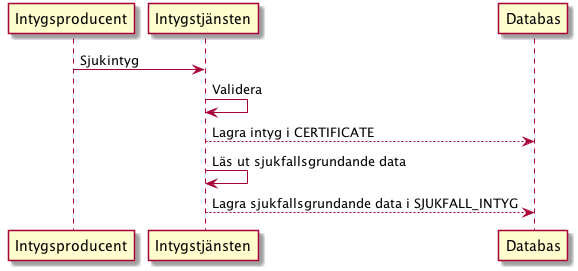 Intygsproducent Intygstjänsten Databas
Sjukintyg
Validera
Lagra intyg i CERTIFICATE
Läs ut sjukfallsgrundande data
Lagra sjukfallsgrundande data i SJUKFALL_INTYG
Intygsproducent Intygstjänsten Databas